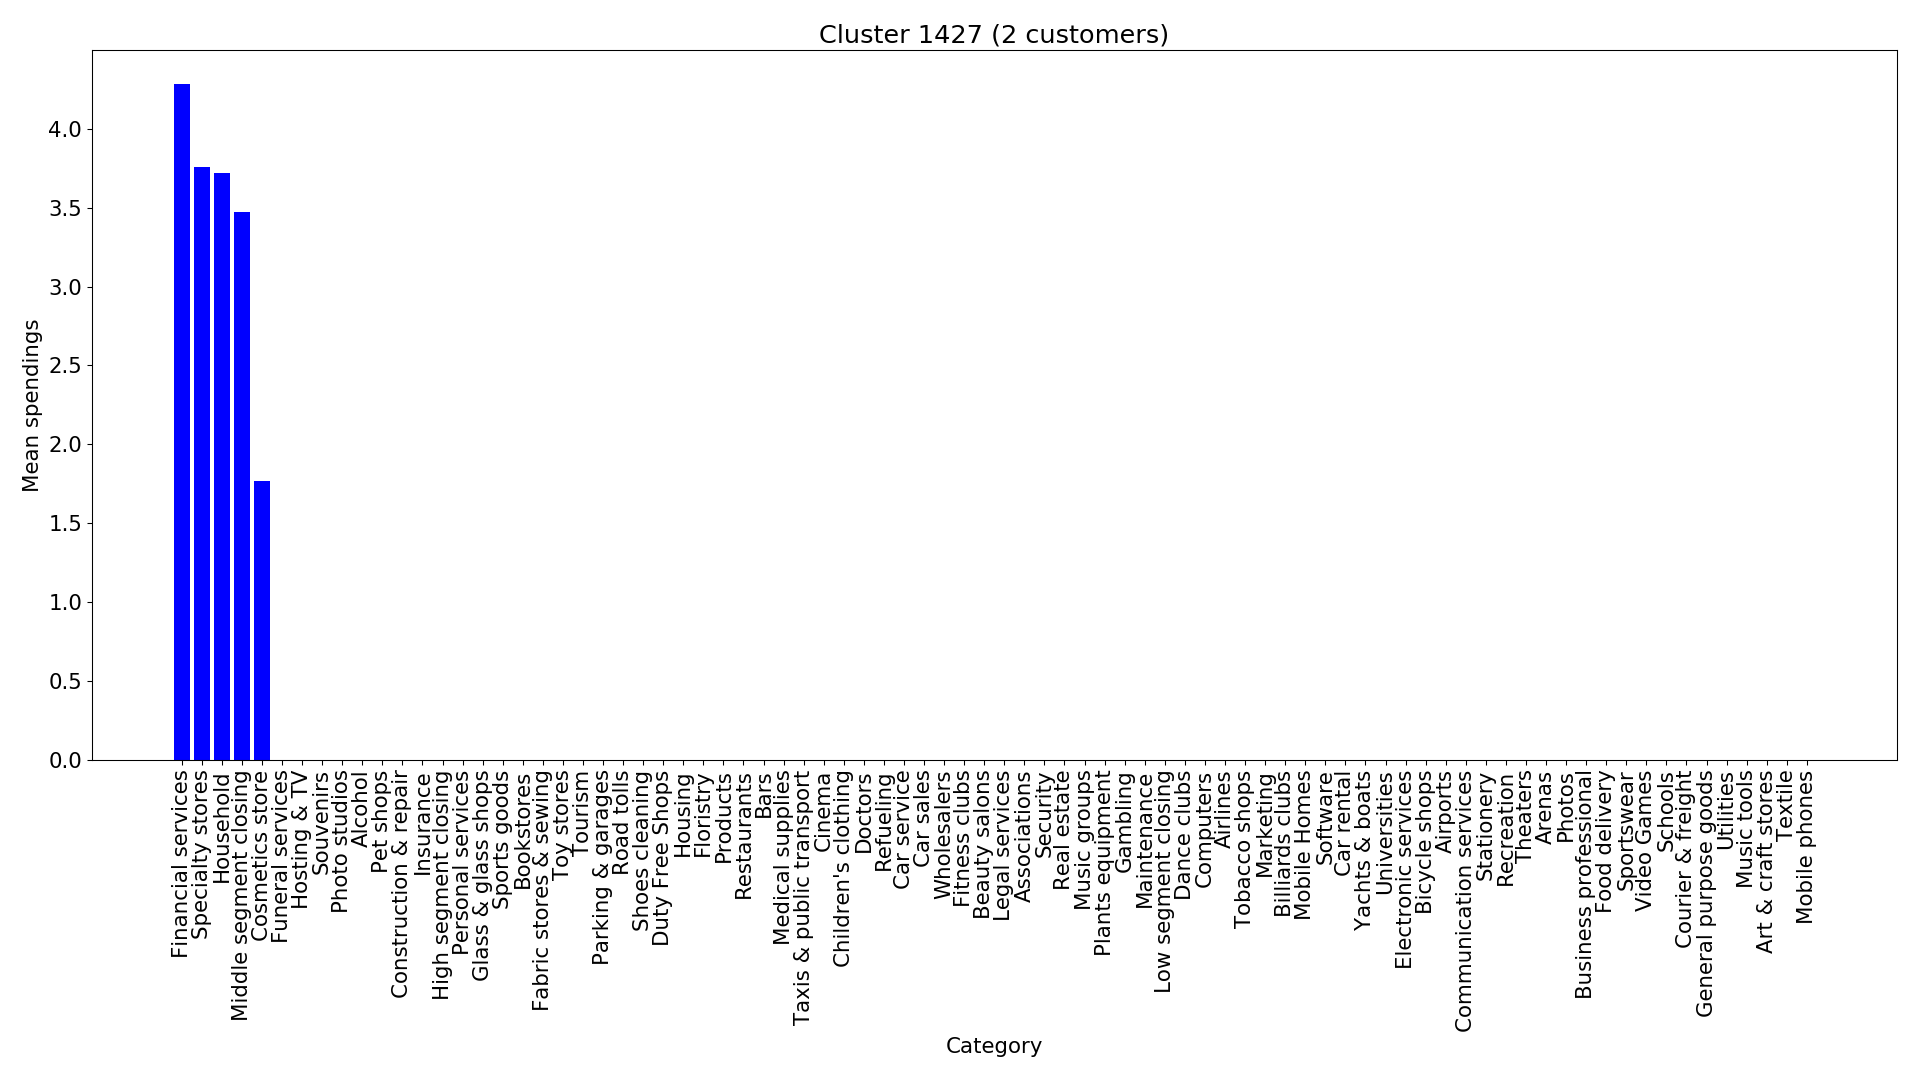 Cluster 1427 (2 customers)
Mean spendings
4.0
3.5
3.0
2.5
2.0
1.5
1.0
0.5
0.0
Financial services
Specialty stores
Household
Middle segment closing
Cosmetics store
Funeral services
Hosting & TV
Souvenirs
Photo studios
Alcohol
Pet shops
Construction & repair
Insurance
High segment closing
Personal services
Glass & glass shops
Sports goods
Bookstores
Fabric stores & sewing
Toy stores
Tourism
Parking & garages
Road tolls
Shoes cleaning
Duty Free Shops
Housing
Floristry
Products
Restaurants
Bars
Medical supplies
Taxis & public transport
Cinema
Children's clothing
Doctors
Refueling
Car service
Car sales
Wholesalers
Fitness clubs
Beauty salons
Legal services
Associations
Security
Real estate
Music groups
Plants equipment
Gambling
Maintenance
Low segment closing
Dance clubs
Computers
Airlines
Tobacco shops
Marketing
Billiards clubs
Mobile Homes
Software
Car rental
Yachts & boats
Universities
Electronic services
Bicycle shops
Airports
Communication services
Stationery
Recreation
Theaters
Arenas
Photos
Business professional
Food delivery
Sportswear
Video Games
Schools
Courier & freight
General purpose goods
Utilities
Music tools
Art & craft stores
Textile
Mobile phones
Category